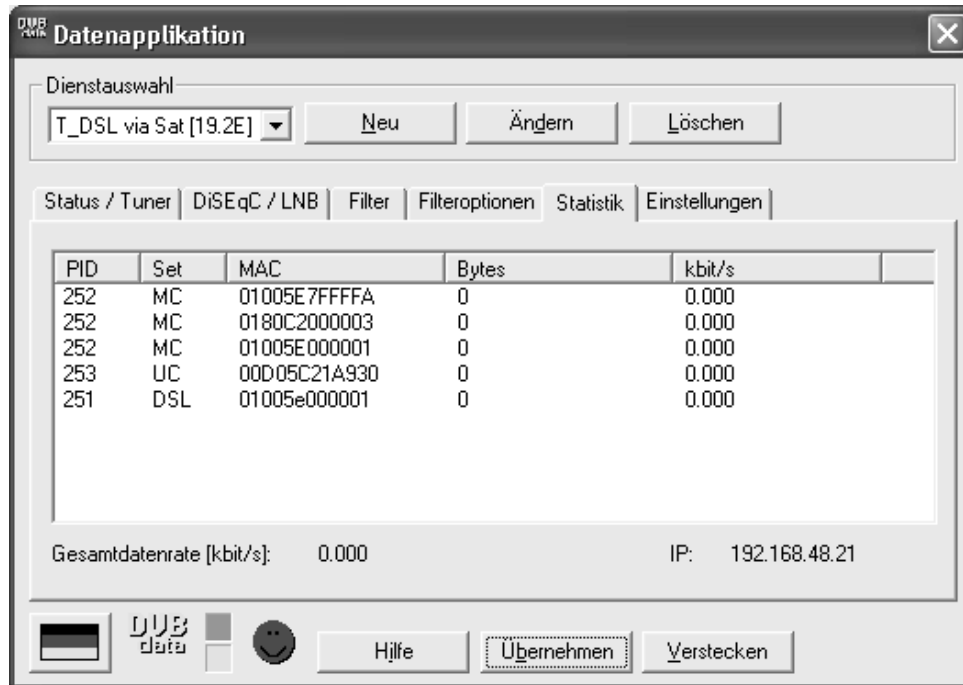 DVB data Datenapplikation
Dienstauswahl
T_DSL via Sat [19.2E] Neu Ändern Löschen
Status / Tuner DiSEqC / LNB Filter Filteroptionen Statistik Einstellungen
PID Set MAC Bytes kbit/s
252 MC 01005E7FFFFA 0 0.000
252 MC 0180C2000003 0 0.000
252 MC 01005E000001 0 0.000
253 UC 00D05C21A930 0 0.000
251 DSL 01005e000001 0 0.000
Gesamtdatenrate [kbit/s]: 0.000 IP: 192.168.48.21
DVB
data
Hilfe Übernehmen Verstecken